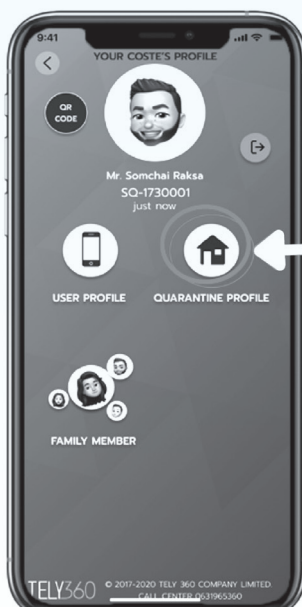 9:41
YOUR COSTE'S PROFILE
QR
CODE
Mr. Somchai Raksa
SQ-1730001
just now
USER PROFILE QUARANTINE PROFILE
FAMILY MEMBER
TELY360 © 2017-2020 TELY 360 COMPANY LIMITED
CALL CENTER 0631965360